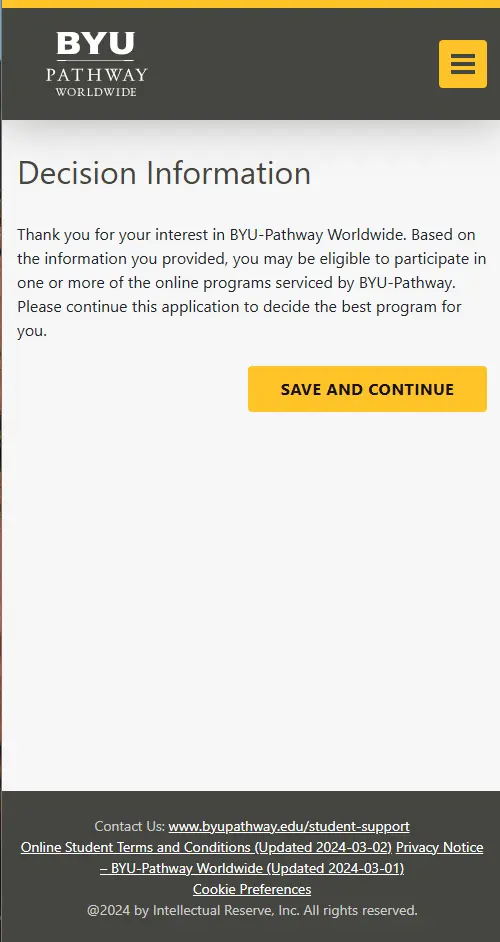 BYU
PATHWAY
WORLDWIDE
Decision Information
Thank you for your interest in BYU-Pathway Worldwide. Based on
the information you provided, you may be eligible to participate in
one or more of the online programs serviced by BYU-Pathway.
Please continue this application to decide the best program for
you.
SAVE AND CONTINUE
Contact Us: www.byupathway.edu/student-support
Online Student Terms and Conditions (Updated 2024-03-02) Privacy Notice
– BYU-Pathway Worldwide (Updated 2024-03-01)
Cookie Preferences
@2024 by Intellectual Reserve, Inc. All rights reserved.